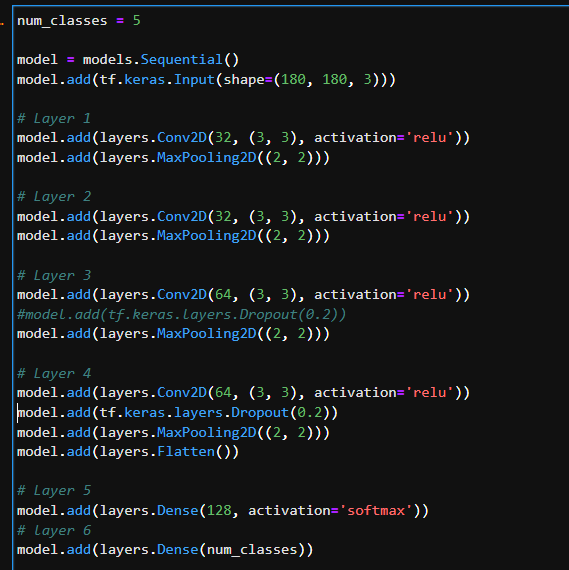 num_classes = 5
model = models.Sequential()
model.add(tf.keras.Input(shape=(180, 180, 3)))
# Layer 1
model.add(layers.Conv2D(32, (3, 3), activation='relu'))
model.add(layers.MaxPooling2D((2, 2)))
# Layer 2
model.add(layers.Conv2D(32, (3, 3), activation='relu'))
model.add(layers.MaxPooling2D((2, 2)))
# Layer 3
model.add(layers.Conv2D(64, (3, 3), activation='relu'))
#model.add(tf.keras.layers.Dropout(0.2))
model.add(layers.MaxPooling2D((2, 2)))
# Layer 4
model.add(layers.Conv2D(64, (3, 3), activation='relu'))
model.add(tf.keras.layers.Dropout(0.2))
model.add(layers.MaxPooling2D((2, 2)))
model.add(layers.Flatten())
# Layer 5
model.add(layers.Dense(128, activation='softmax'))
# layer 6
model.add(layers.Dense(num_classes))